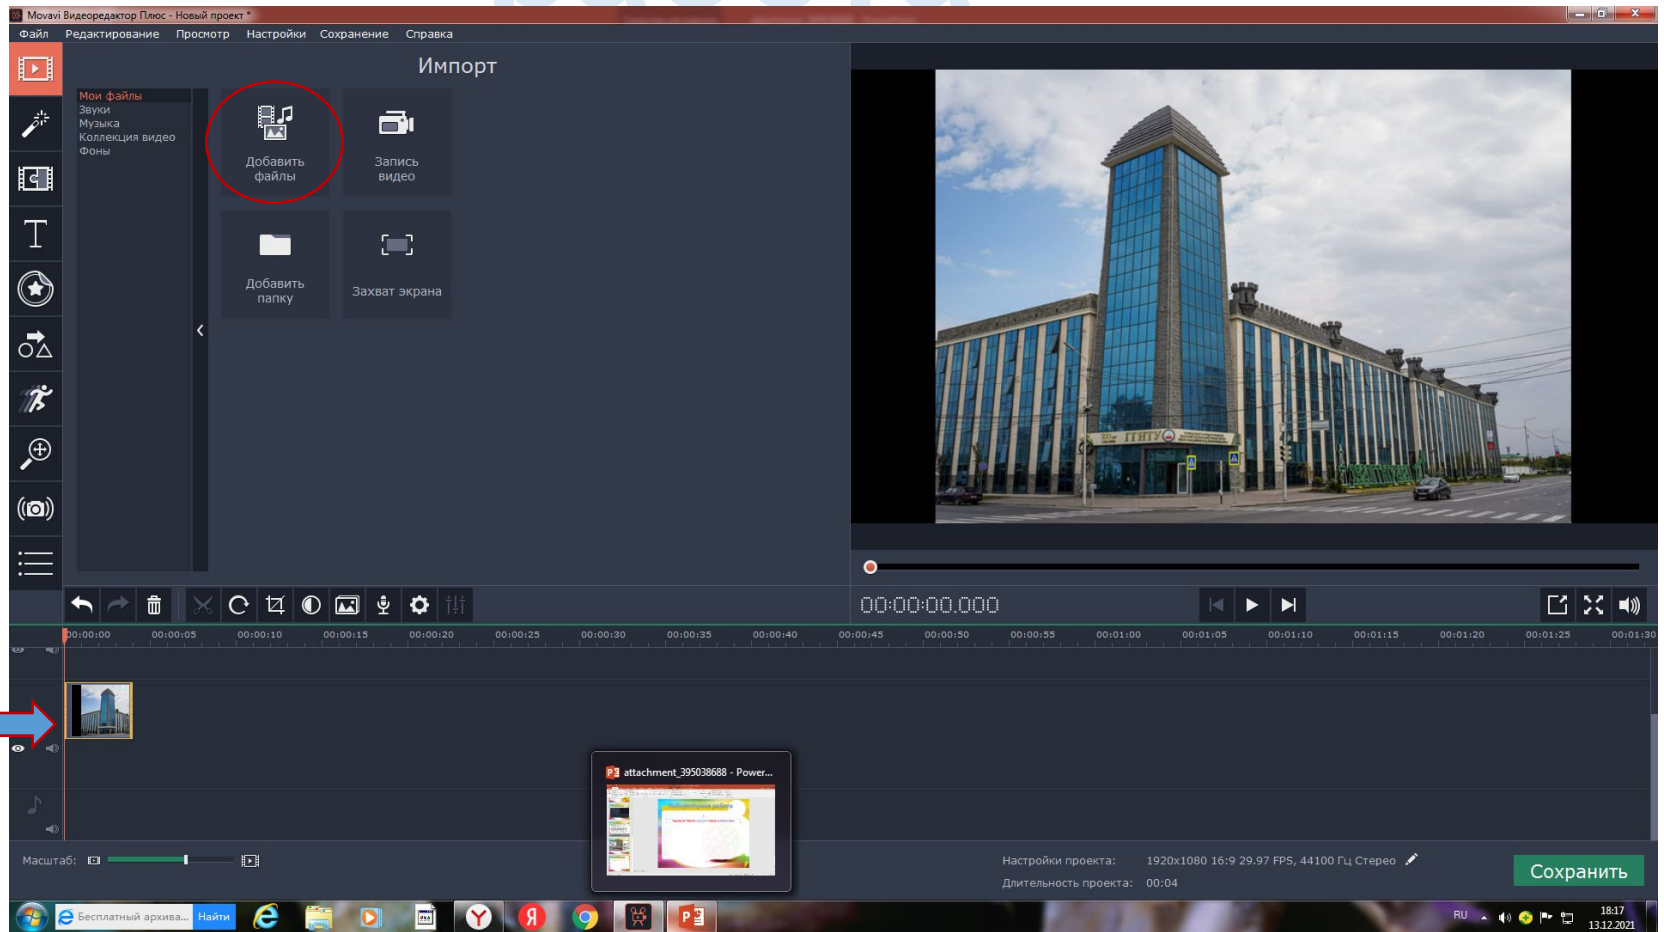 Movavi Видеоредактор Плюс - Новый проект *
Файл Редактирование Просмотр Настройки Сохранение Справка
Импорт
Мои файлы
Звуки
Музыка
Коллекция видео
Фоны
Добавить
файлы
Запись
видео
Добавить
папку
Захват экрана
ГГНТУ
00:00:00.000
00:00:00 00:00:05 00:00:10 00:00:15 00:00:20 00:00:25 00:00:30 00:00:35 00:00:40 00:00:45 00:00:50 00:00:55 00:01:00 00:01:05 00:01:10 00:01:15 00:01:20 00:01:25 00:01:30
attachment_395038688 - Power...
Лабораторная работа
Масштаб:
Настройки проекта: 1920x1080 16:9 29.97 FPS, 44100 Гц Стерео
Длительность проекта: 00:04
Сохранить
Бесплатный архива... Найти
RU
18:17
13.12.2021